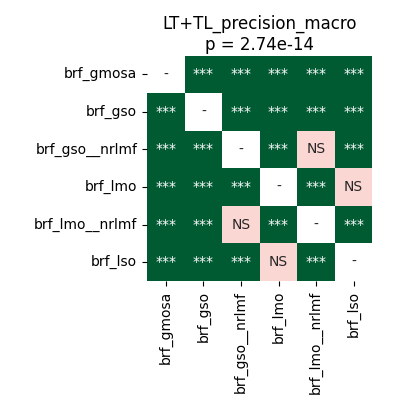 LT+TL_precision_macro
p = 2.74e-14
brf_gmosa - *** *** *** *** ***
brf_gso *** - *** *** *** ***
brf_gso__nrlmf *** *** - *** NS ***
brf_lmo *** *** *** - *** NS
brf_lmo__nrlmf *** *** NS *** - ***
brf_lso *** *** *** NS *** -
brf_gmosa
brf_gso
brf_gso__nrlmf
brf_lmo
brf_lmo__nrlmf
brf_lso